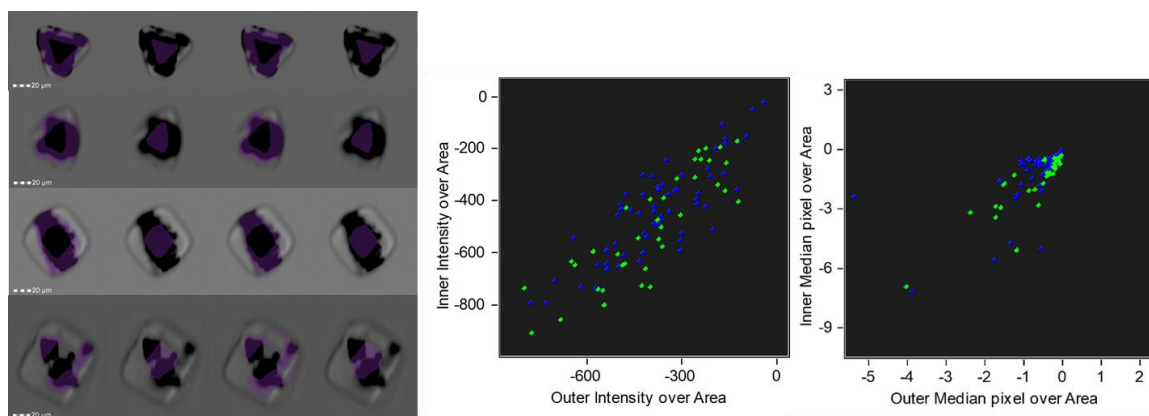 20 µm
20 µm
20 µm
20 µm
Inner Intensity over Area
0
-200
-400
-600
-800
-600
-300
0
Outer Intensity over Area
Inner Median pixel over Area
3
0
-3
-6
-9
-5
-4
-3
-2
-1
0
1
2
Outer Median pixel over Area